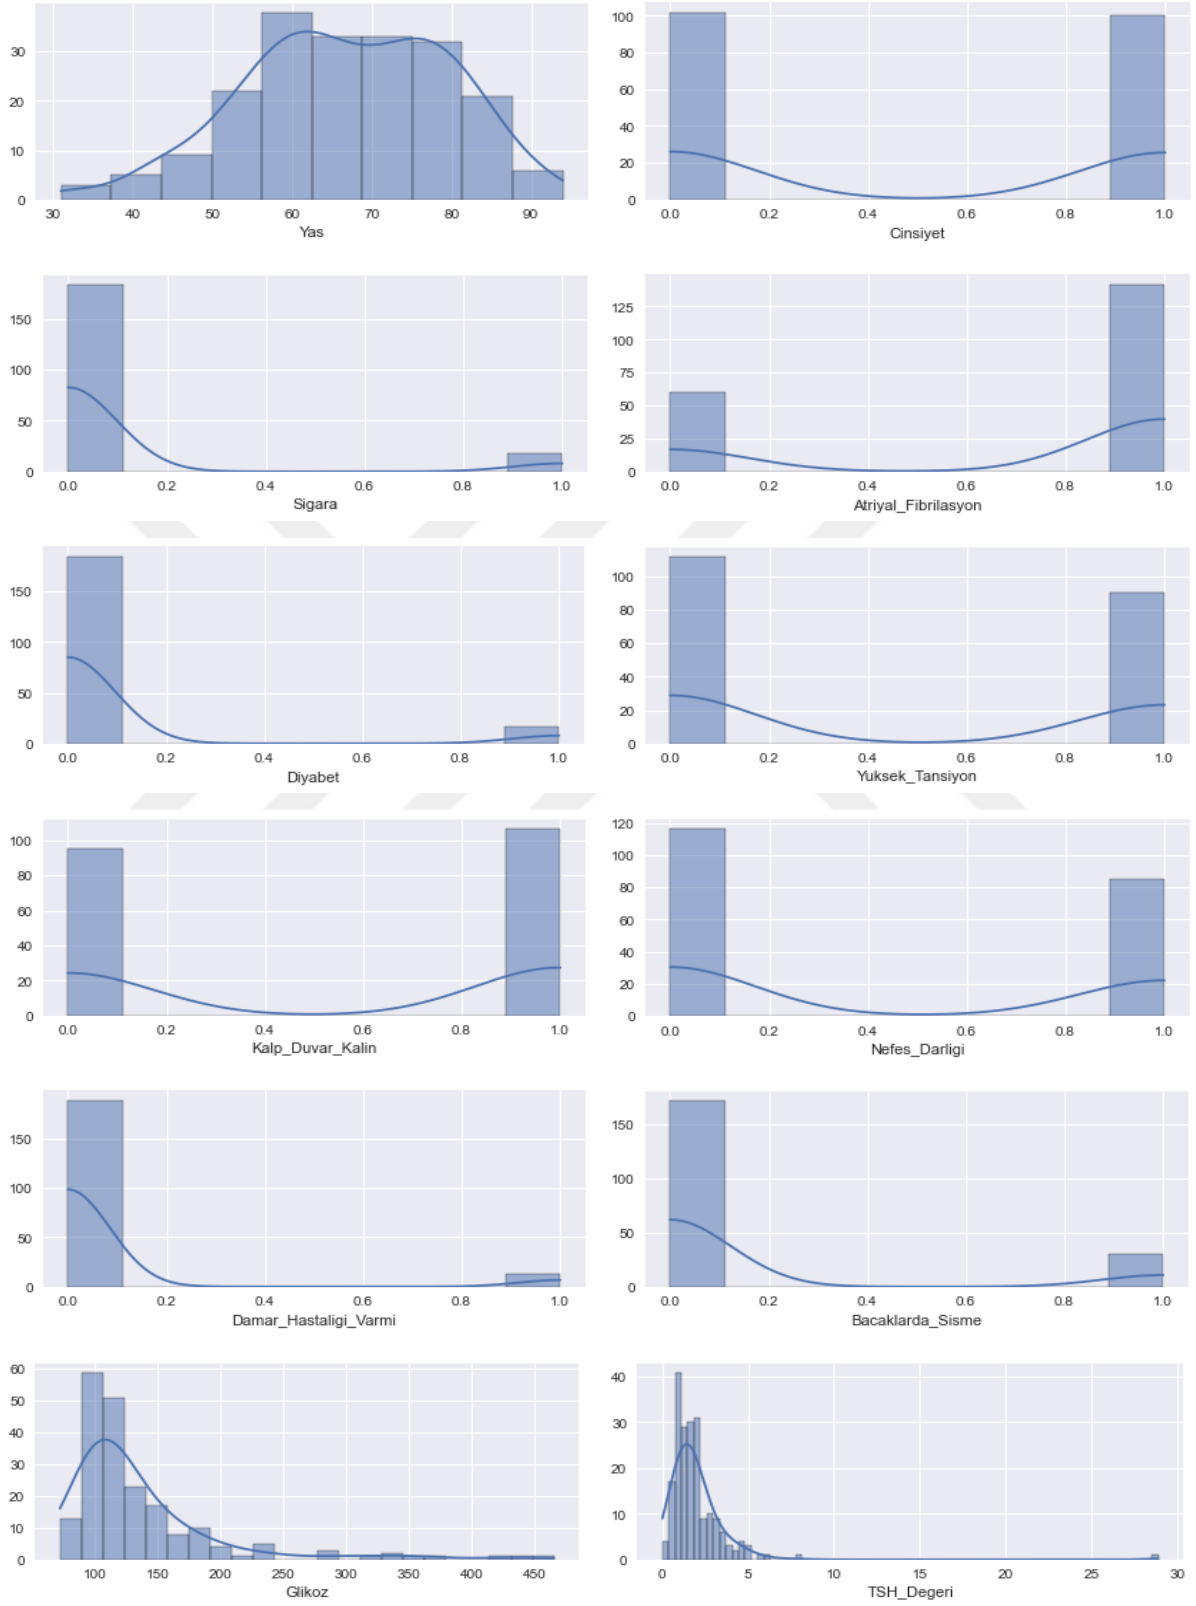 30
20
10
0
30 40 50 60 70 80 90
Yas
100
80
60
40
20
0
0.0 0.2 0.4 0.6 0.8 1.0
Cinsiyet
150
100
50
0
0.0 0.2 0.4 0.6 0.8 1.0
Sigara
125
100
75
50
25
0
0.0 0.2 0.4 0.6 0.8 1.0
Atriyal_Fibrilasyon
150
100
50
0
0.0 0.2 0.4 0.6 0.8 1.0
Diyabet
100
80
60
40
20
0
0.0 0.2 0.4 0.6 0.8 1.0
Yuksek_Tansiyon
100
80
60
40
20
0
0.0 0.2 0.4 0.6 0.8 1.0
Kalp_Duvar_Kalin
120
100
80
60
40
20
0
0.0 0.2 0.4 0.6 0.8 1.0
Nefes_Darligi
150
100
50
0
0.0 0.2 0.4 0.6 0.8 1.0
Damar_Hastaligi_Varmi
150
100
50
0
0.0 0.2 0.4 0.6 0.8 1.0
Bacaklarda_Sisme
60
50
40
30
20
10
0
100 150 200 250 300 350 400 450
Glikoz
40
30
20
10
0
0 5 10 15 20 25 30
TSH_Degeri